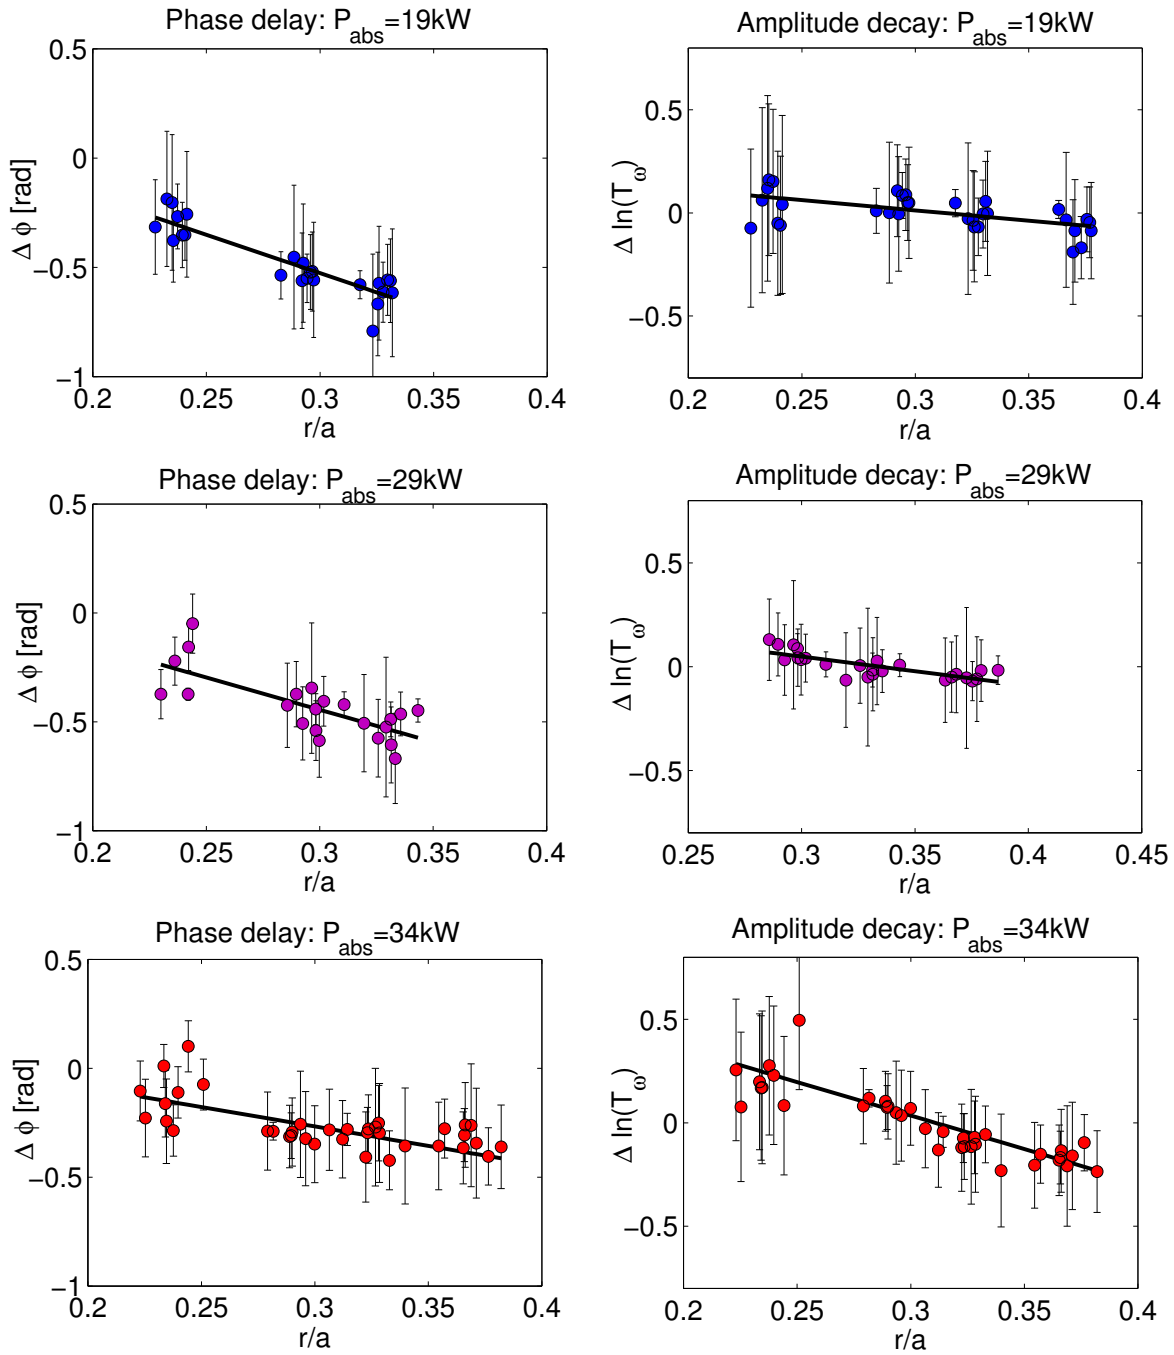 Phase delay: P_abs=19kW
0.5
0
−0.5
−1
Δ ϕ [rad]
0.2 0.25 0.3 0.35 0.4
r/a
Amplitude decay: P_abs=19kW
0.5
0
−0.5
Δ ln(T_ω)
0.2 0.25 0.3 0.35 0.4
r/a
Phase delay: P_abs=29kW
0.5
0
−0.5
−1
Δ ϕ [rad]
0.2 0.25 0.3 0.35 0.4
r/a
Amplitude decay: P_abs=29kW
0.5
0
−0.5
Δ ln(T_ω)
0.25 0.3 0.35 0.4 0.45
r/a
Phase delay: P_abs=34kW
0.5
0
−0.5
−1
Δ ϕ [rad]
0.2 0.25 0.3 0.35 0.4
r/a
Amplitude decay: P_abs=34kW
0.5
0
−0.5
Δ ln(T_ω)
0.2 0.25 0.3 0.35 0.4
r/a